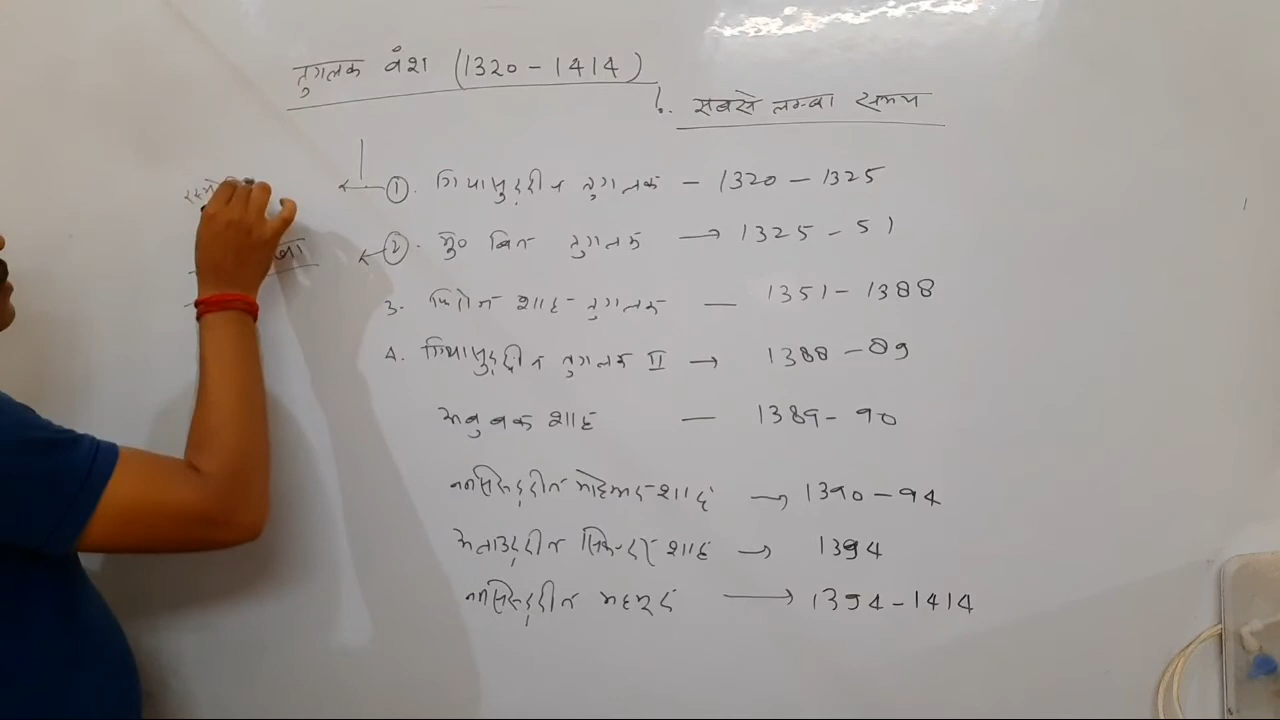 तुगलक वंश (1320-1414)
1. सबसे लम्बा समय
← ①. गियासुद्दीन तुगलक - 1320-1325
← ②. मु० बिन तुगलक → 1325-51
3. फिरोज शाह तुगलक — 1351-1388
4. गियासुद्दीन तुगलक II → 1388-89
अबु बक शाह — 1389-90
नासिरुद्दीन मोहम्मद शाह → 1390-94
अलाउद्दीन सिकन्दर शाह → 1394
नासिरुद्दीन महमूद → 1394-1414